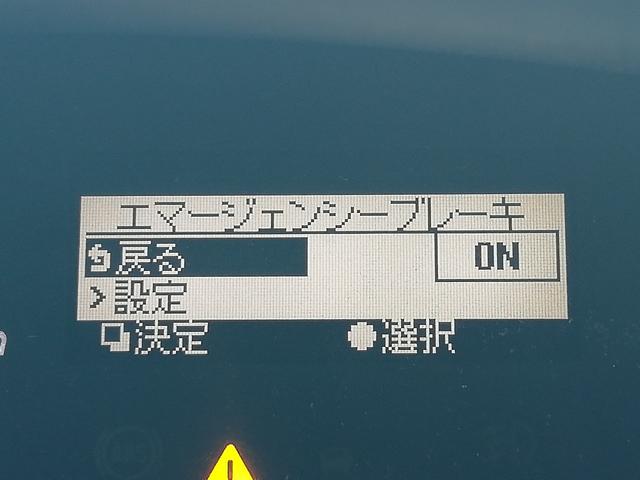 エマージェンシーブレーキ
戻る ON
設定
決定 選択